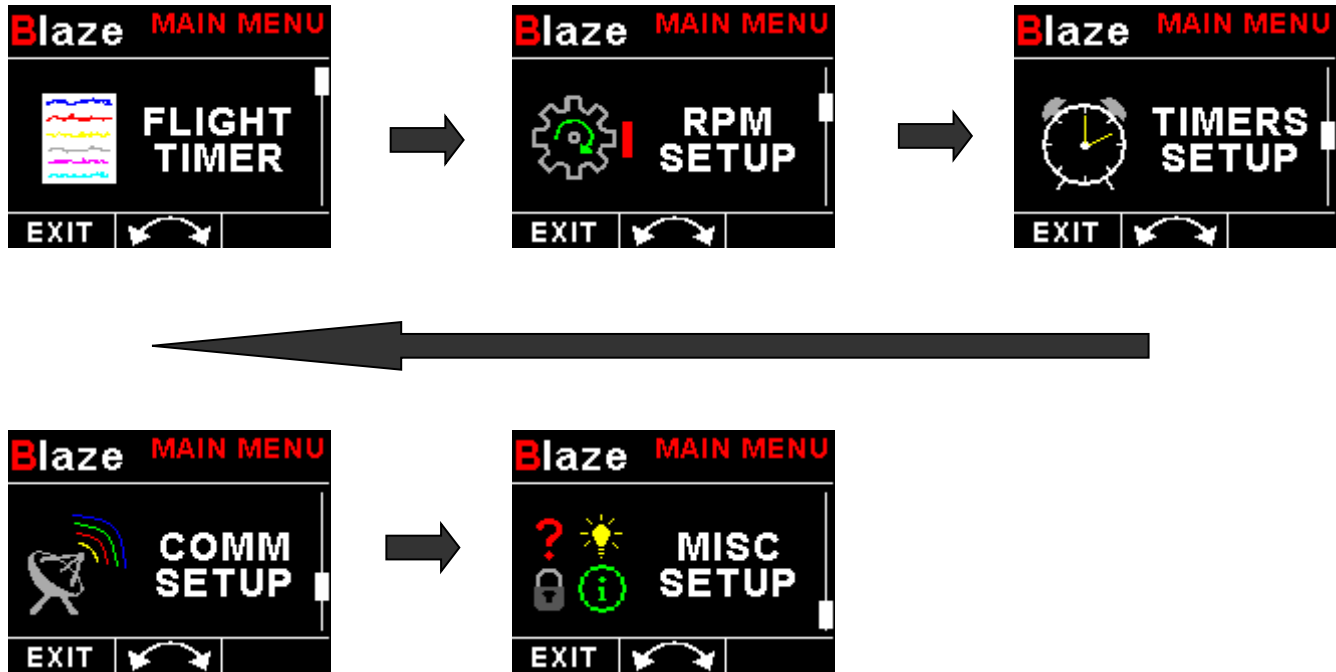 Blaze MAIN MENU
FLIGHT
TIMER
EXIT
Blaze MAIN MENU
RPM
SETUP
EXIT
Blaze MAIN MENU
TIMERS
SETUP
EXIT
Blaze MAIN MENU
COMM
SETUP
EXIT
Blaze MAIN MENU
? i
MISC
SETUP
EXIT